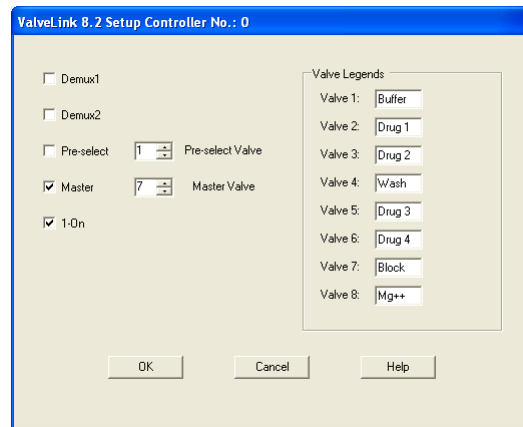 ValveLink 8.2 Setup Controller No.: 0
Demux1
Demux2
Pre-select 1 Pre-select Valve
Master 7 Master Valve
1-On
Valve Legends
Valve 1: Buffer
Valve 2: Drug 1
Valve 3: Drug 2
Valve 4: Wash
Valve 5: Drug 3
Valve 6: Drug 4
Valve 7: Block
Valve 8: Mg++
OK Cancel Help